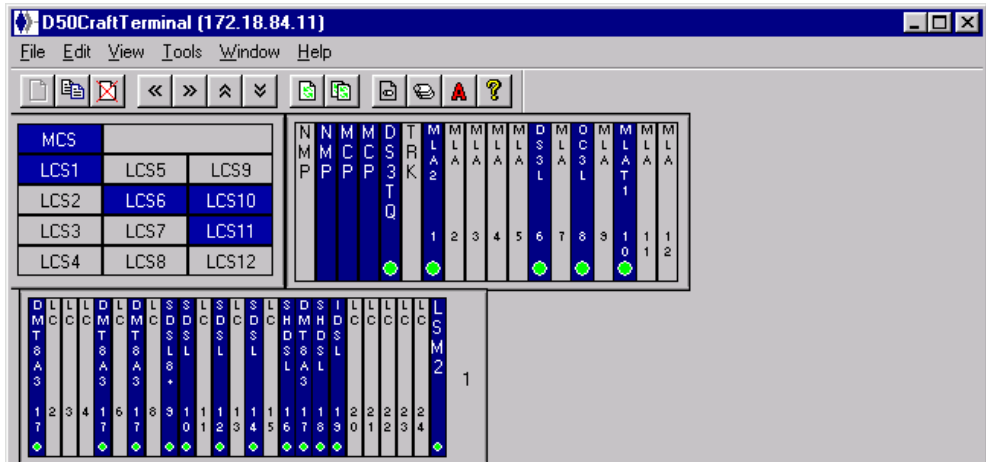 D50CraftTerminal (172.18.84.11)
File Edit View Tools Window Help
MCS
LCS1 LCS5 LCS9
LCS2 LCS6 LCS10
LCS3 LCS7 LCS11
LCS4 LCS8 LCS12
NMP
NMP
MCP
MCP
DS3TQ
TRK
MLA2 1
MLA 2
MLA 3
MLA 4
MLA 5
DS3L 6
MLA 7
OC3L 8
MLA 9
MLAT1 10
MLA 11
MLA 12
DMT8A3 17
LC 2
LC 3
LC 4
DMT8A3 17
LC 6
DMT8A3 17
LC 8
SDSL8+ 9
SDSL 10
LC 11
SDSL 12
LC 13
SDSL 14
LC 15
SHDSL 16
DMT8A3 17
SHDSL 18
IDSL 19
LC 20
LC 21
LC 22
LC 23
LC 24
LSM2
1